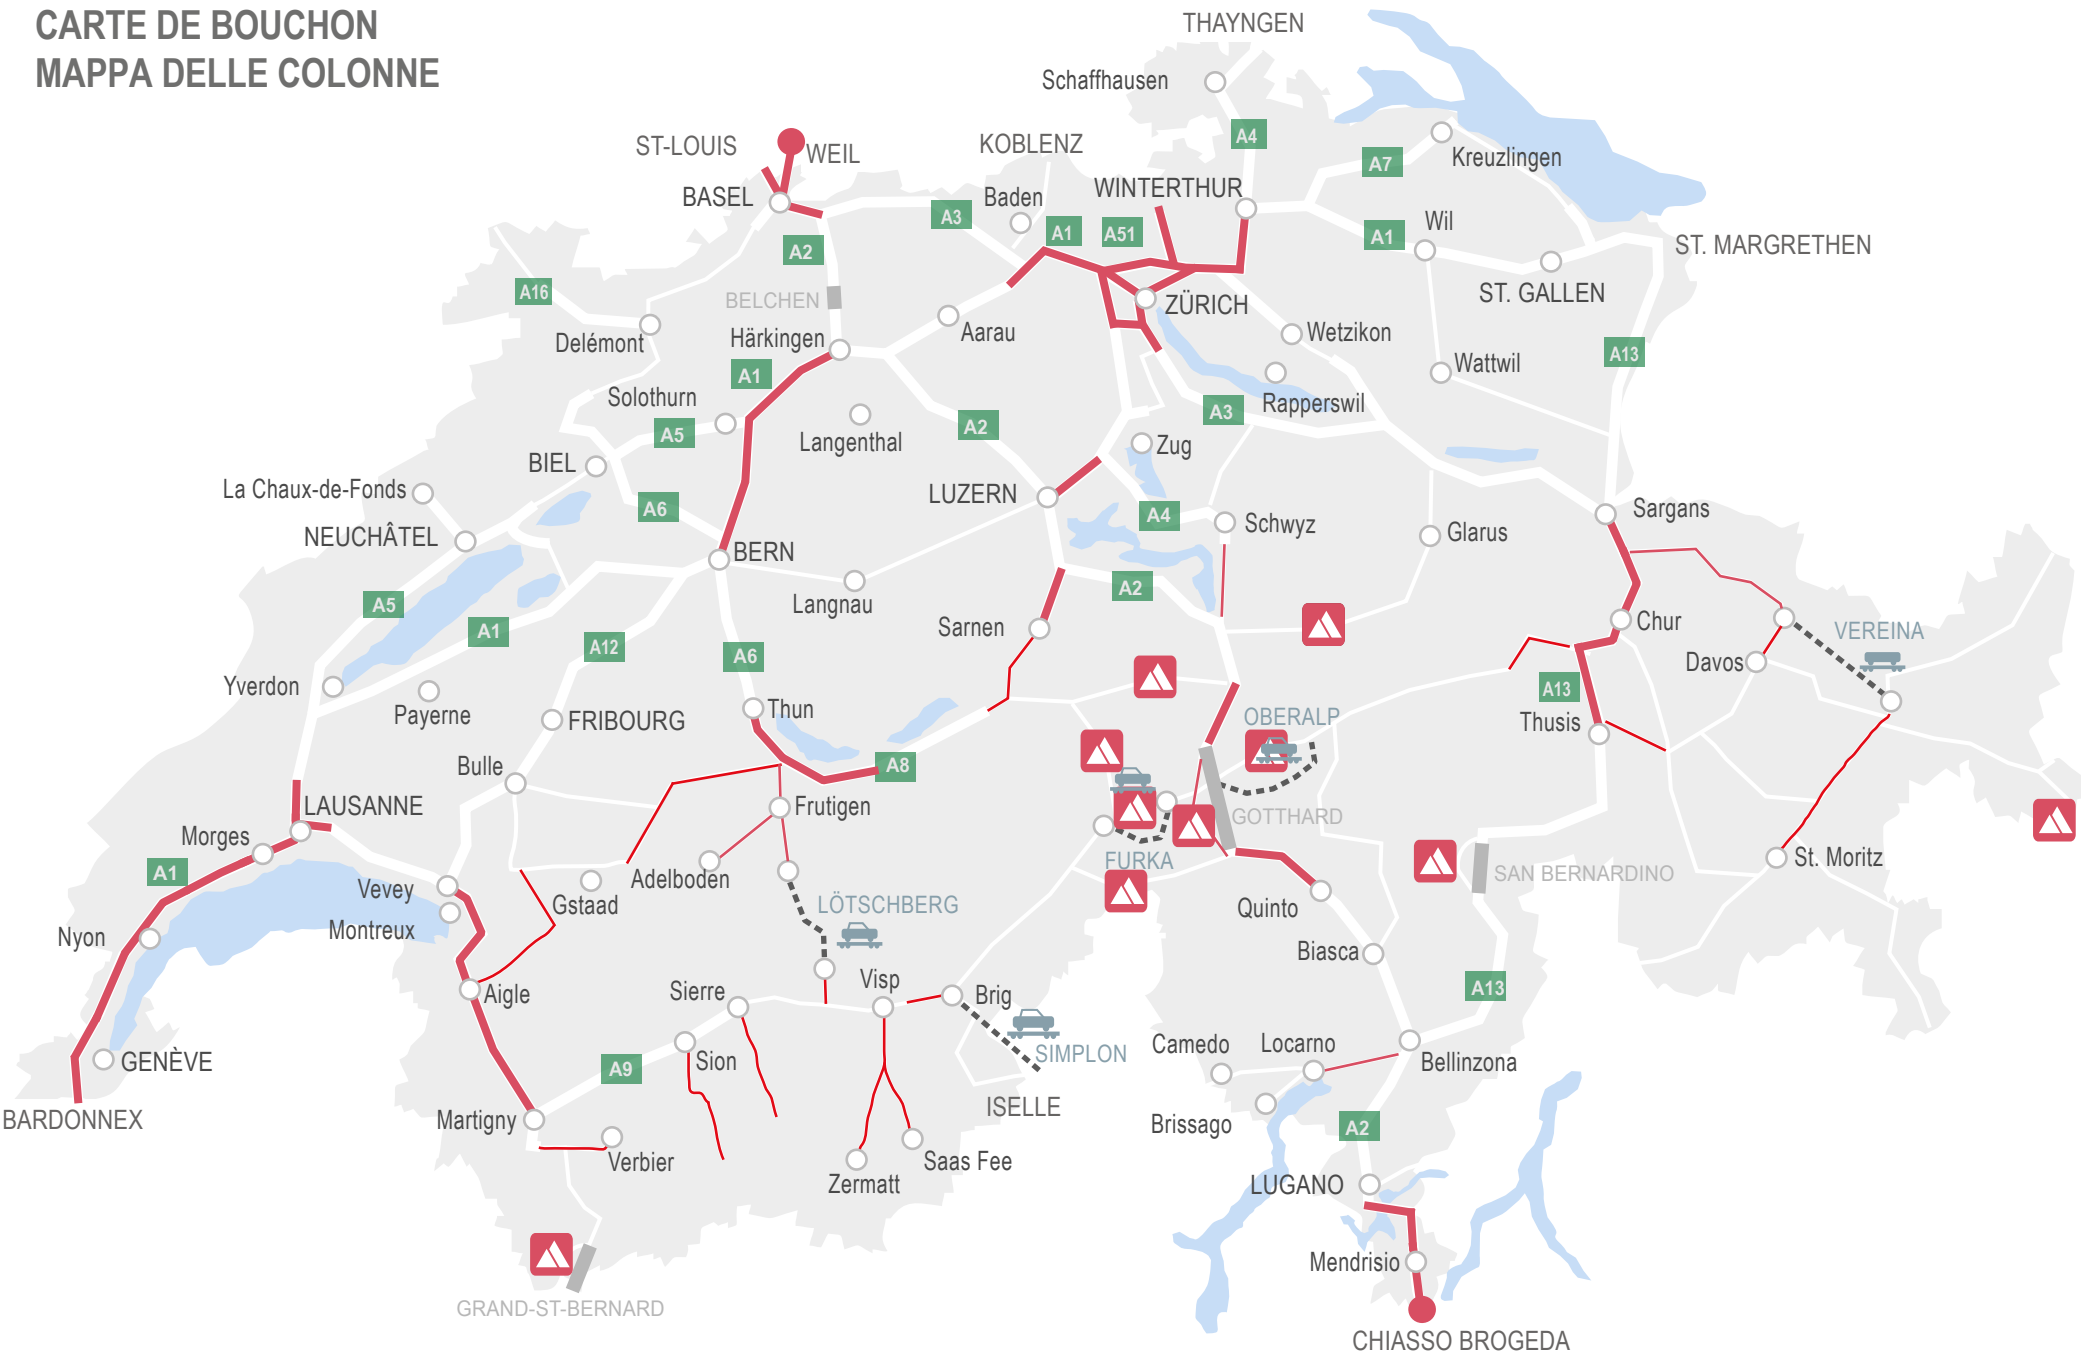 CARTE DE BOUCHON
MAPPA DELLE COLONNE
THAYNGEN
Schaffhausen
A4
ST-LOUIS
WEIL
KOBLENZ
A7
Kreuzlingen
BASEL
Baden
WINTERTHUR
A3
A1
A51
A1
Wil
ST. MARGRETHEN
A2
A16
BELCHEN
ZÜRICH
ST. GALLEN
Delémont
Härkingen
Aarau
Wetzikon
A13
A1
Wattwil
Solothurn
Rapperswil
A5
Langenthal
A2
A3
Zug
BIEL
La Chaux-de-Fonds
LUZERN
A6
A4
Schwyz
Sargans
NEUCHÂTEL
BERN
Glarus
A5
Langnau
A2
A1
Sarnen
Chur
VEREINA
A12
A6
Davos
Yverdon
A13
Payerne
FRIBOURG
Thun
OBERALP
Thusis
Bulle
A8
LAUSANNE
Frutigen
GOTTHARD
Morges
A1
FURKA
St. Moritz
Vevey
Adelboden
SAN BERNARDINO
Gstaad
LÖTSCHBERG
Quinto
Montreux
Nyon
Biasca
Aigle
Sierre
Visp
Brig
A13
SIMPLON
Camedo
Locarno
GENÈVE
A9
Sion
Bellinzona
BARDONNEX
Martigny
ISELLE
Brissago
A2
Verbier
Saas Fee
Zermatt
LUGANO
Mendrisio
GRAND-ST-BERNARD
CHIASSO BROGEDA